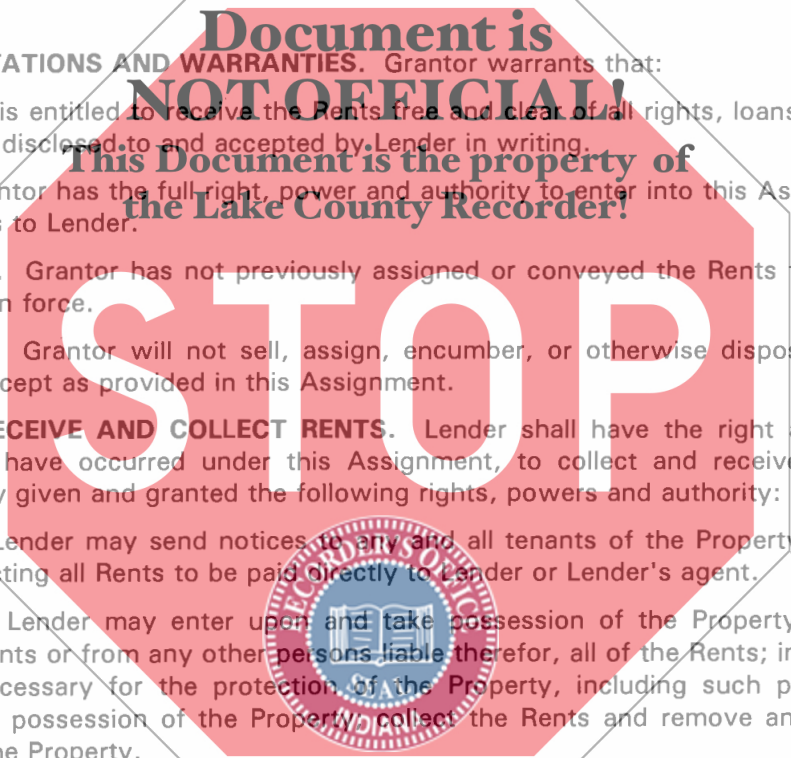 Document is
TATIONS AND WARRANTIES. Grantor warrants that:
NOT OFFICIAL!
is entitled to receive the Rents free and clear of all rights, loans
disclosed to and accepted by Lender in writing.
This Document is the property of
ntor has the full right, power and authority to enter into this As
the Lake County Recorder!
s to Lender.
Grantor has not previously assigned or conveyed the Rents
n force.
STOP
Grantor will not sell, assign, encumber, or otherwise dispos
cept as provided in this Assignment.
ECEIVE AND COLLECT RENTS. Lender shall have the right
have occurred under this Assignment, to collect and receive
y given and granted the following rights, powers and authority:
Lender may send notices to any and all tenants of the Property
cting all Rents to be paid directly to Lender or Lender's agent.
RECORDER'S OFFIC
Lender may enter upon and take possession of the Property
nts or from any other persons liable therefor, all of the Rents; in
cessary for the protection of the Property, including such p
SEAL
possession of the Property, collect the Rents and remove an
INDIANA
he Property.